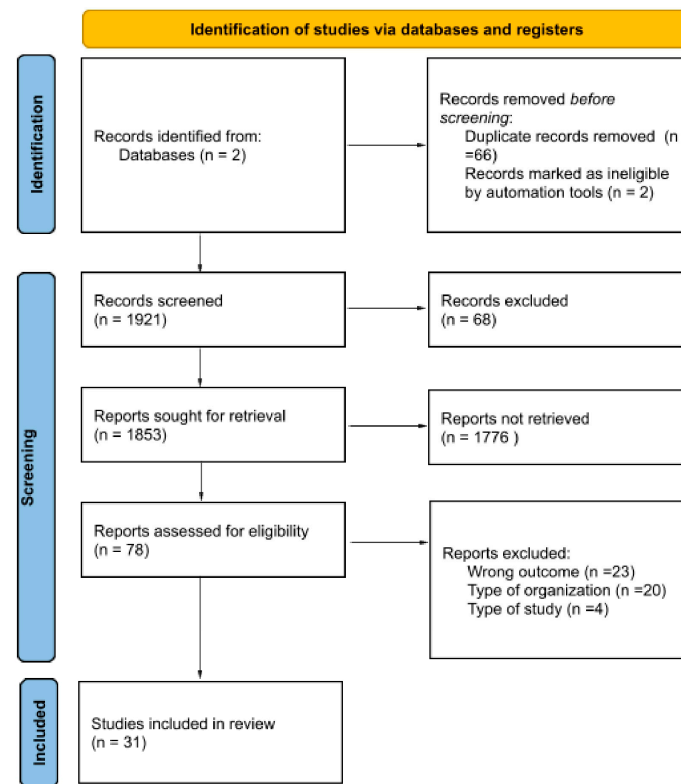 Identification of studies via databases and registers
Identification
Records identified from:
Databases (n = 2)
Records removed before
screening:
Duplicate records removed (n
=66)
Records marked as ineligible
by automation tools (n = 2)
Screening
Records screened
(n = 1921)
Records excluded
(n = 68)
Reports sought for retrieval
(n = 1853)
Reports not retrieved
(n = 1776 )
Reports assessed for eligibility
(n = 78)
Reports excluded:
Wrong outcome (n =23)
Type of organization (n =20)
Type of study (n =4)
Included
Studies included in review
(n = 31)